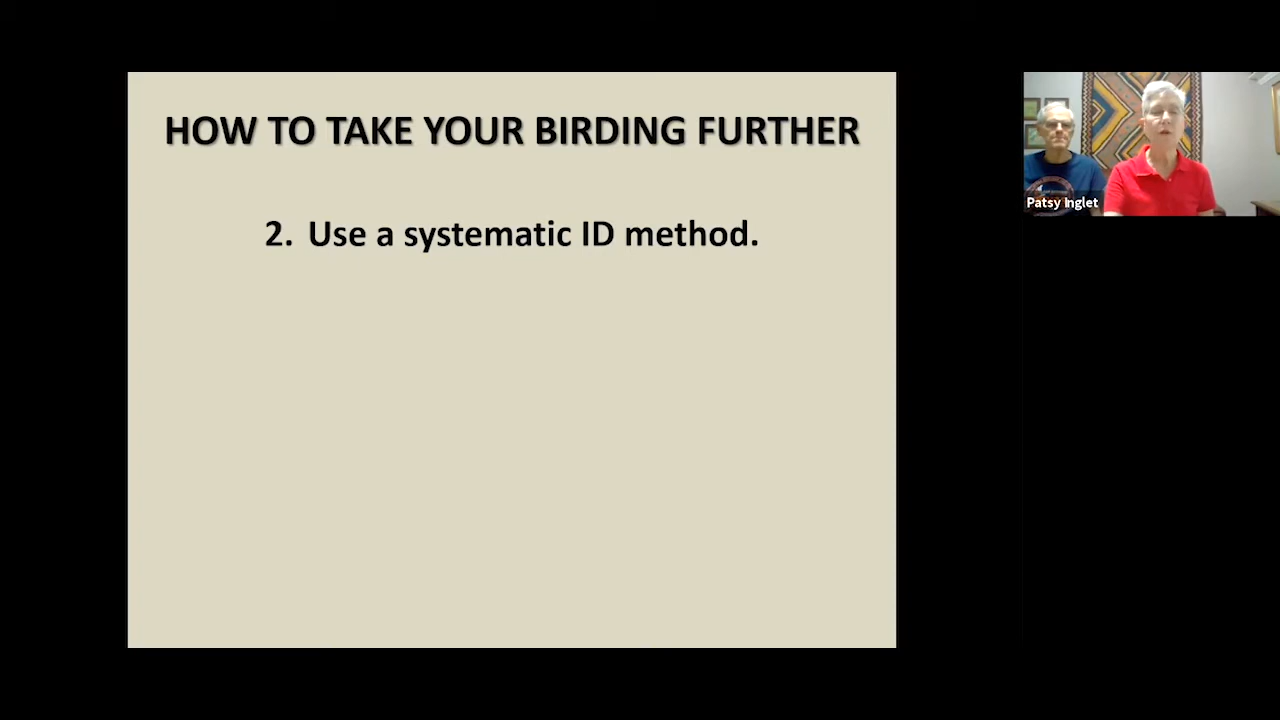 HOW TO TAKE YOUR BIRDING FURTHER
2. Use a systematic ID method.
Patsy Inglet